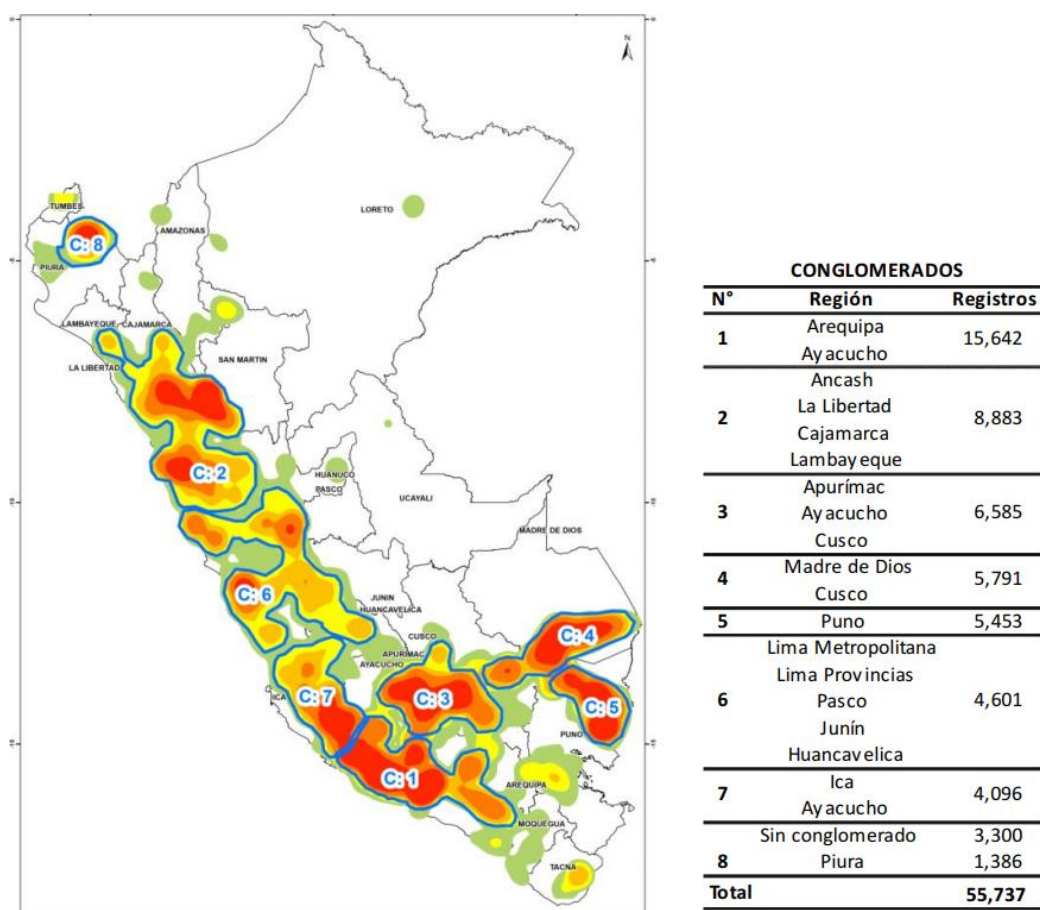 N
TUMBES
LORETO
AMAZONAS
C: 8
PIURA
LAMBAYEQUE
CAJAMARCA
SAN MARTIN
LA LIBERTAD
C: 2
HUANUCO
PASCO
UCAYALI
MADRE DE DIOS
C: 6
JUNIN
HUANCAVELICA
CUSCO
C: 4
APURIMAC
AYACUCHO
ICA
C: 7
C: 3
C: 5
PUNO
C: 1
AREQUIPA
MOQUEGUA
TACNA
CONGLOMERADOS
N° Región Registros
1 Arequipa 15,642
Ayacucho
Ancash
La Libertad
2 Cajamarca 8,883
Lambayeque
Apurímac
3 Ayacucho 6,585
Cusco
4 Madre de Dios 5,791
Cusco
5 Puno 5,453
Lima Metropolitana
Lima Provincias
6 Pasco 4,601
Junín
Huancavelica
7 Ica 4,096
Ayacucho
Sin conglomerado 3,300
8 Piura 1,386
Total 55,737